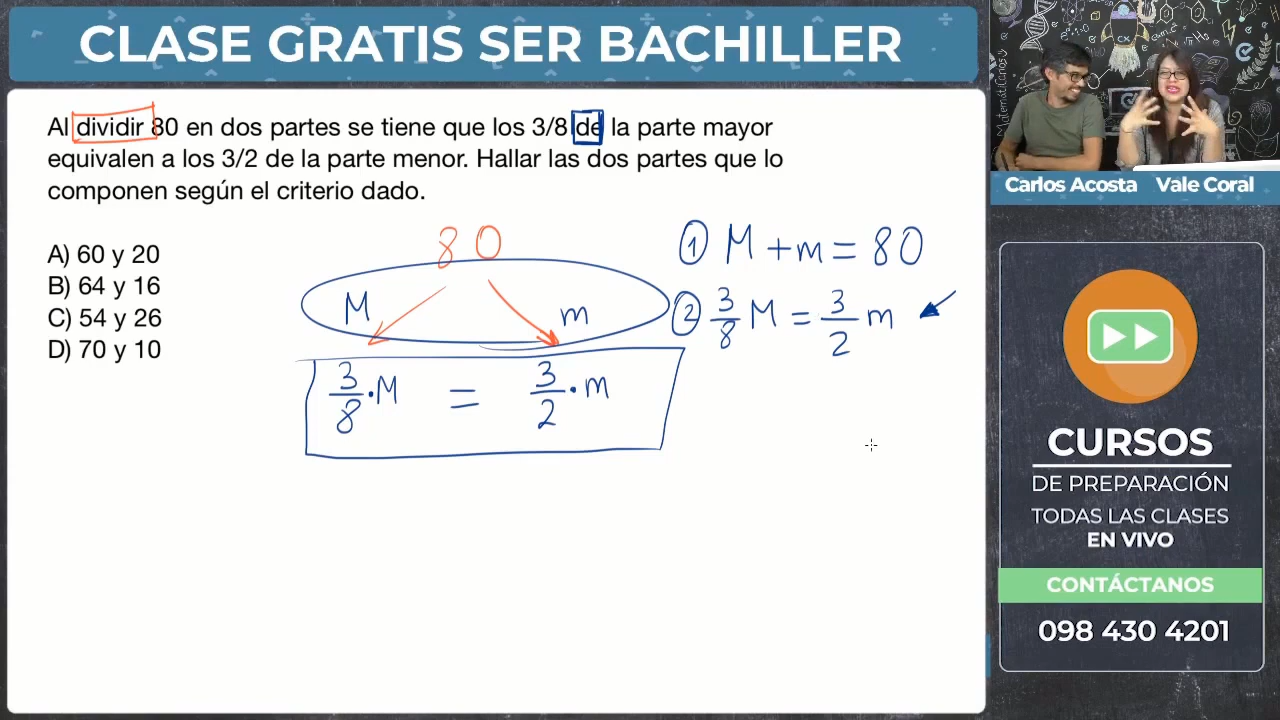 CLASE GRATIS SER BACHILLER
Al dividir 80 en dos partes se tiene que los 3/8 de la parte mayor
equivalen a los 3/2 de la parte menor. Hallar las dos partes que lo
componen según el criterio dado.
A) 60 y 20
B) 64 y 16
C) 54 y 26
D) 70 y 10
80
M
m
3/8 · M = 3/2 · m
① M + m = 80
② 3/8 M = 3/2 m
Carlos Acosta
Vale Coral
CURSOS
DE PREPARACIÓN
TODAS LAS CLASES
EN VIVO
CONTÁCTANOS
098 430 4201